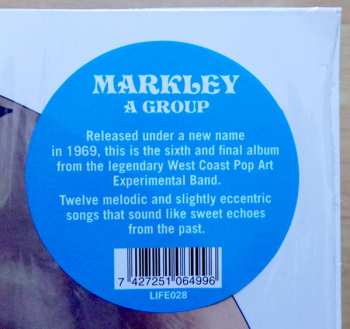 MARKLEY
A GROUP
Released under a new name
in 1969, this is the sixth and final album
from the legendary West Coast Pop Art
Experimental Band.
Twelve melodic and slightly eccentric
songs that sound like sweet echoes
from the past.
7 427251 064996
LIFE028